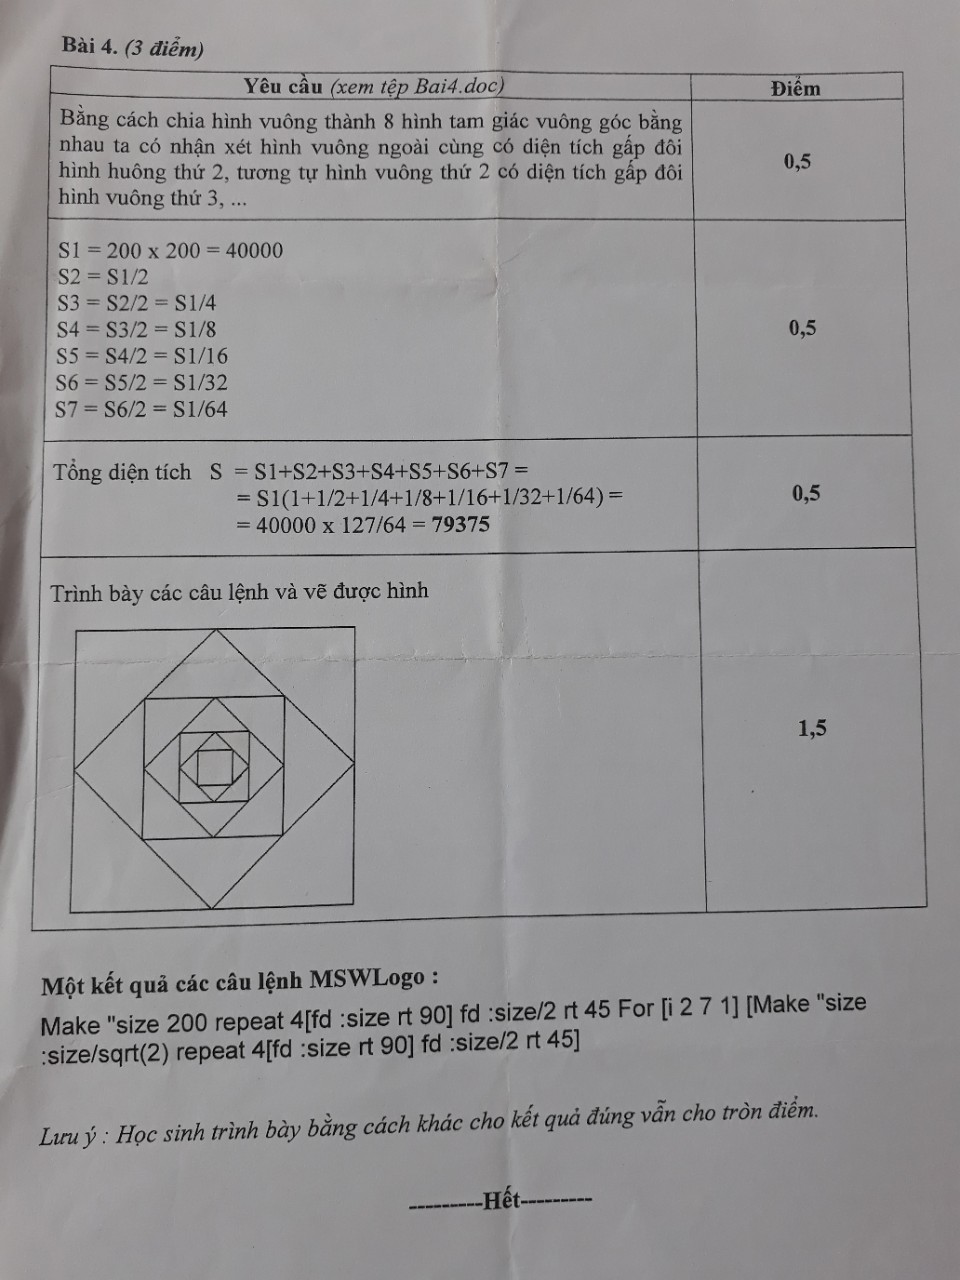 Bài 4. (3 điểm)
Yêu cầu (xem tệp Bai4.doc)
Điểm
Bằng cách chia hình vuông thành 8 hình tam giác vuông góc bằng
nhau ta có nhận xét hình vuông ngoài cùng có diện tích gấp đôi
hình huông thứ 2, tương tự hình vuông thứ 2 có diện tích gấp đôi
hình vuông thứ 3, ...
0,5
S1 = 200 x 200 = 40000
S2 = S1/2
S3 = S2/2 = S1/4
S4 = S3/2 = S1/8
S5 = S4/2 = S1/16
S6 = S5/2 = S1/32
S7 = S6/2 = S1/64
0,5
Tổng diện tích S = S1+S2+S3+S4+S5+S6+S7 =
= S1(1+1/2+1/4+1/8+1/16+1/32+1/64) =
= 40000 x 127/64 = 79375
0,5
Trình bày các câu lệnh và vẽ được hình
1,5
Một kết quả các câu lệnh MSWLogo :
Make "size 200 repeat 4[fd :size rt 90] fd :size/2 rt 45 For [i 2 7 1] [Make "size
:size/sqrt(2) repeat 4[fd :size rt 90] fd :size/2 rt 45]
Lưu ý : Học sinh trình bày bằng cách khác cho kết quả đúng vẫn cho tròn điểm.
---------Hết---------